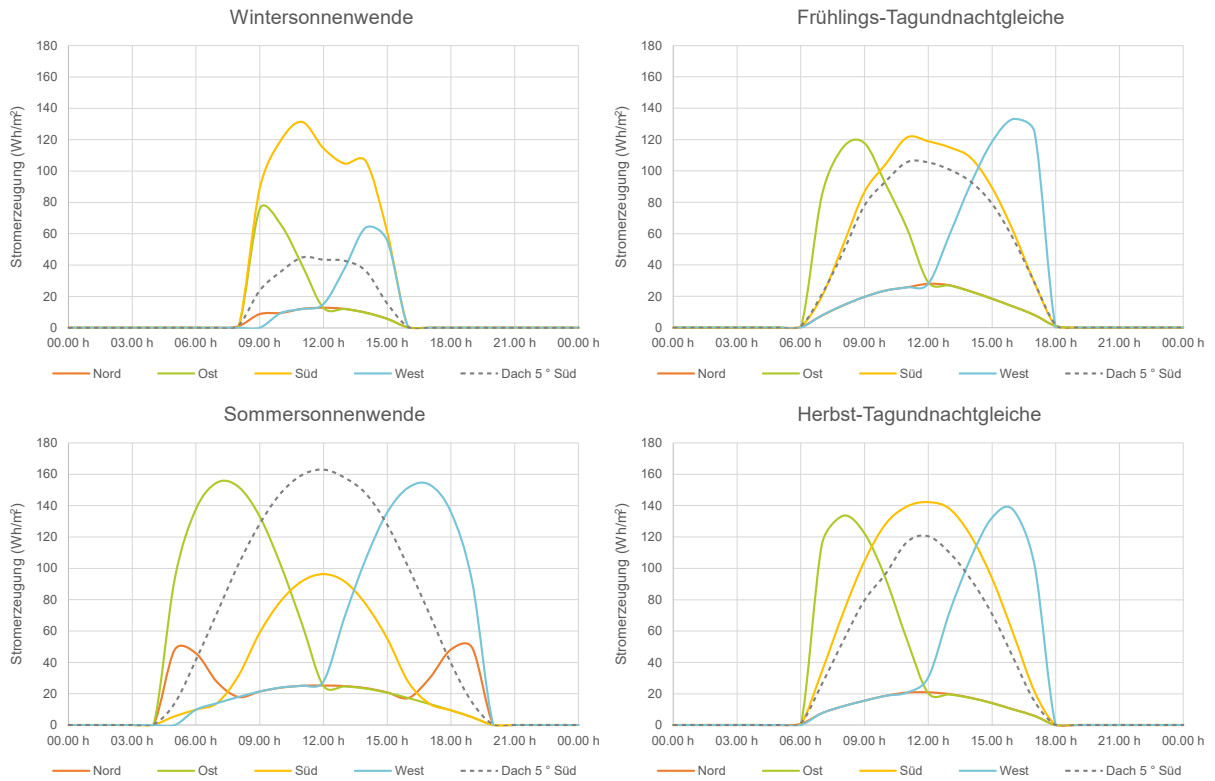 Wintersonnenwende
Stromerzeugung (Wh/m²)
180
160
140
120
100
80
60
40
20
0
00.00 h 03.00 h 06.00 h 09.00 h 12.00 h 15.00 h 18.00 h 21.00 h 00.00 h
Nord Ost Süd West Dach 5 ° Süd
Frühlings-Tagundnachtgleiche
Stromerzeugung (Wh/m²)
180
160
140
120
100
80
60
40
20
0
00.00 h 03.00 h 06.00 h 09.00 h 12.00 h 15.00 h 18.00 h 21.00 h 00.00 h
Nord Ost Süd West Dach 5 ° Süd
Sommersonnenwende
Stromerzeugung (Wh/m²)
180
160
140
120
100
80
60
40
20
0
00.00 h 03.00 h 06.00 h 09.00 h 12.00 h 15.00 h 18.00 h 21.00 h 00.00 h
Nord Ost Süd West Dach 5 ° Süd
Herbst-Tagundnachtgleiche
Stromerzeugung (Wh/m²)
180
160
140
120
100
80
60
40
20
0
00.00 h 03.00 h 06.00 h 09.00 h 12.00 h 15.00 h 18.00 h 21.00 h 00.00 h
Nord Ost Süd West Dach 5 ° Süd